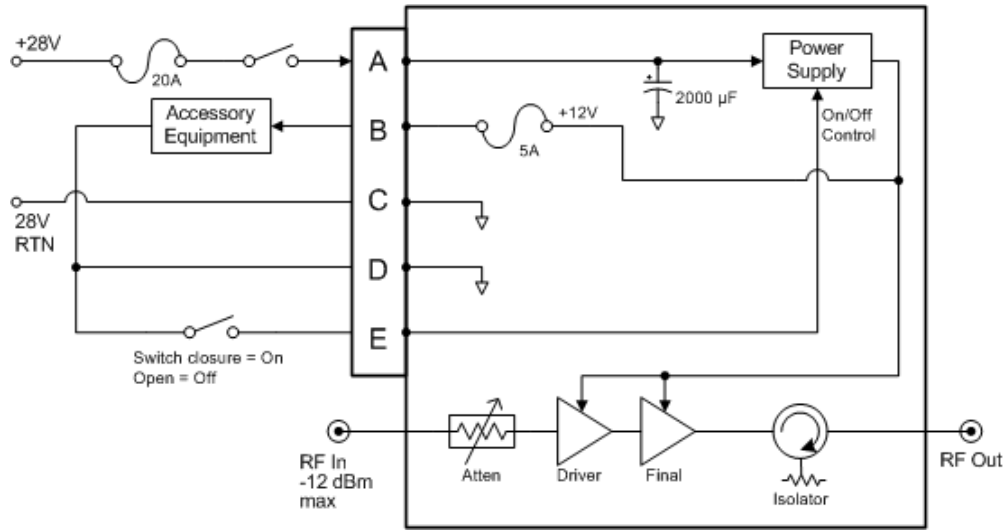 +28V
20A
A
Power
Supply
2000 µF
+
Accessory
Equipment
B
+12V
5A
On/Off
Control
28V
RTN
C
D
E
Switch closure = On
Open = Off
RF In
-12 dBm
max
Atten
Driver
Final
Isolator
RF Out